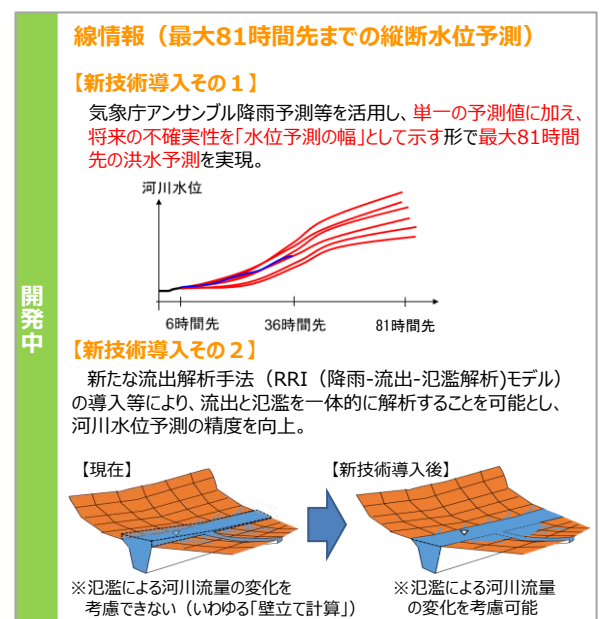 線情報（最大81時間先までの縦断水位予測）
【新技術導入その１】
気象庁アンサンブル降雨予測等を活用し、単一の予測値に加え、
将来の不確実性を「水位予測の幅」として示す形で最大81時間
先の洪水予測を実現。
河川水位
6時間先
36時間先
81時間先
開発中
【新技術導入その２】
新たな流出解析手法（RRI（降雨-流出-氾濫解析)モデル）
の導入等により、流出と氾濫を一体的に解析することを可能とし、
河川水位予測の精度を向上。
【現在】
【新技術導入後】
※氾濫による河川流量の変化を
考慮できない（いわゆる「壁立て計算」）
※氾濫による河川流量
の変化を考慮可能